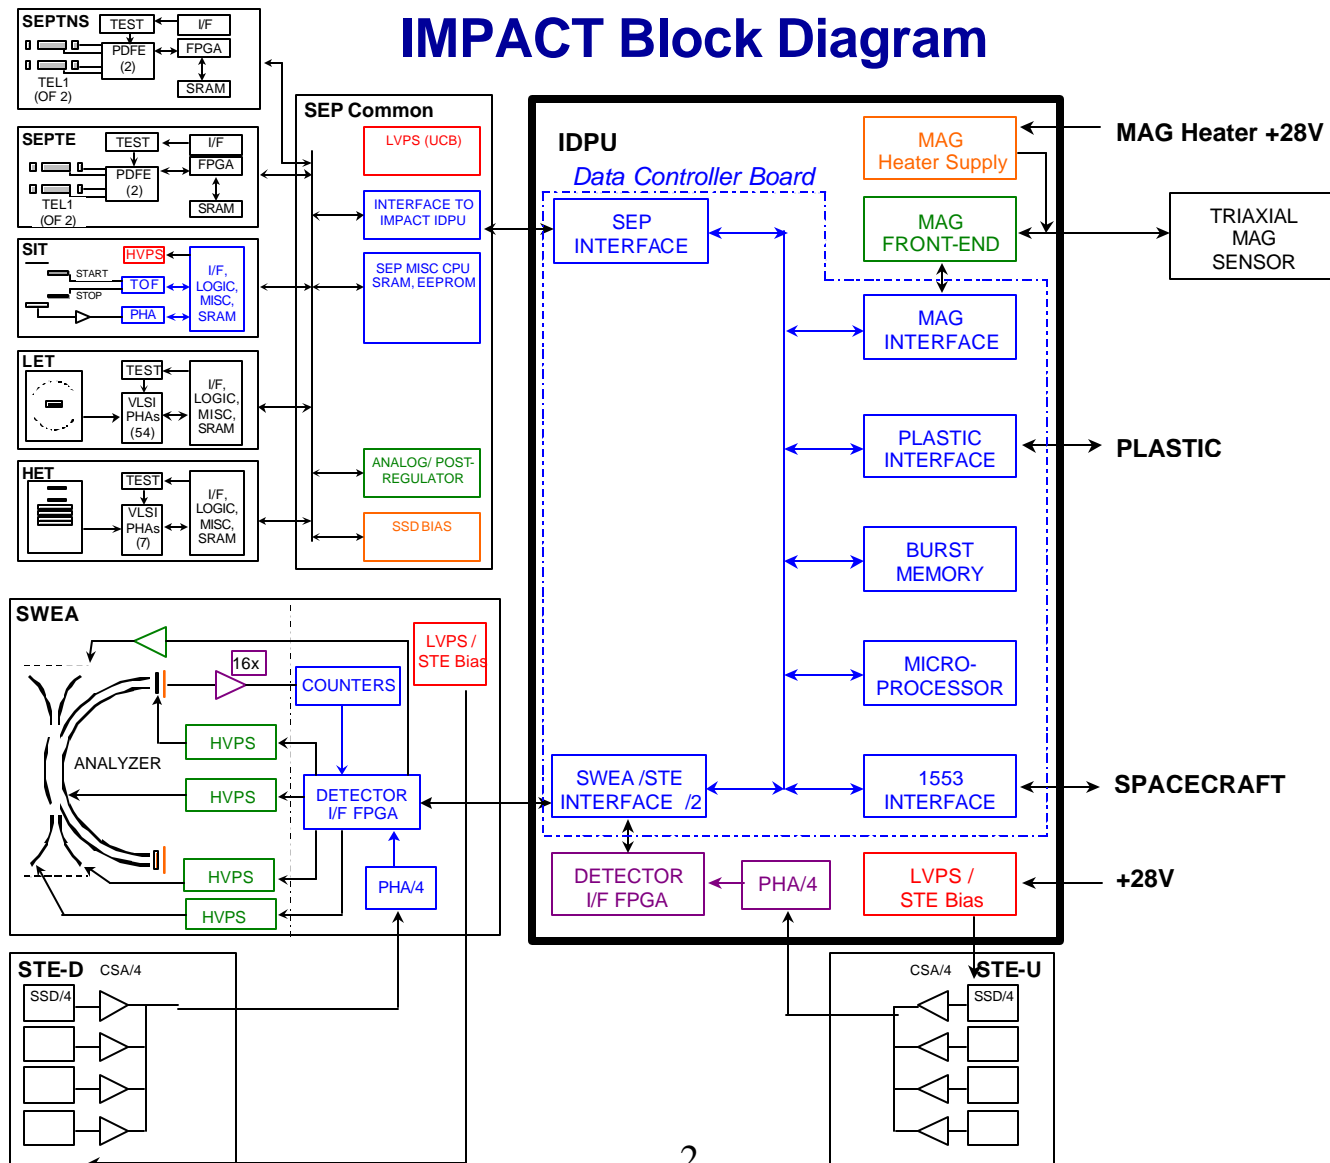 IMPACT Block Diagram
SEPTNS
TEST
I/F
PDFE
(2)
FPGA
SRAM
TEL1
(OF 2)
SEPTE
TEST
I/F
PDFE
(2)
FPGA
SRAM
TEL1
(OF 2)
SIT
HVPS
START
TOF
STOP
PHA
I/F,
LOGIC,
MISC,
SRAM
LET
TEST
VLSI
PHAs
(54)
I/F,
LOGIC,
MISC,
SRAM
HET
TEST
VLSI
PHAs
(7)
I/F,
LOGIC,
MISC,
SRAM
SEP Common
LVPS (UCB)
INTERFACE TO
IMPACT IDPU
SEP MISC CPU
SRAM, EEPROM
ANALOG/ POST-
REGULATOR
SSD BIAS
IDPU
MAG
Heater Supply
Data Controller Board
SEP
INTERFACE
MAG
FRONT-END
MAG
INTERFACE
PLASTIC
INTERFACE
BURST
MEMORY
MICRO-
PROCESSOR
SWEA /STE
INTERFACE /2
1553
INTERFACE
DETECTOR
I/F FPGA
PHA/4
LVPS /
STE Bias
MAG Heater +28V
TRIAXIAL
MAG
SENSOR
PLASTIC
SPACECRAFT
+28V
SWEA
16x
COUNTERS
LVPS /
STE Bias
HVPS
ANALYZER
HVPS
DETECTOR
I/F FPGA
HVPS
PHA/4
HVPS
STE-D
CSA/4
SSD/4
CSA/4
STE-U
SSD/4
2